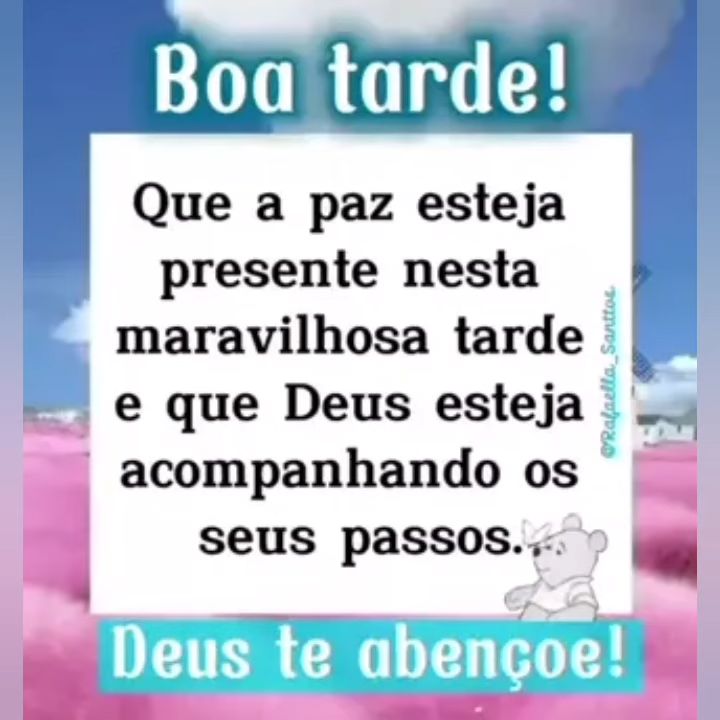 Boa tarde!
Que a paz esteja
presente nesta
maravilhosa tarde
e que Deus esteja
acompanhando os
seus passos.
@Rafaella_Santtos
Deus te abençoe!